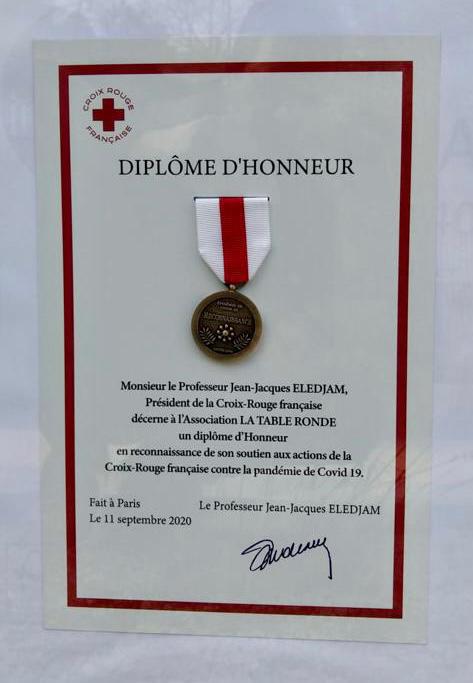 CROIX ROUGE
FRANÇAISE
DIPLÔME D'HONNEUR
RECONNAISSANCE
Monsieur le Professeur Jean-Jacques ELEDJAM,
Président de la Croix-Rouge française
décerne à l'Association LA TABLE RONDE
un diplôme d'Honneur
en reconnaissance de son soutien aux actions de la
Croix-Rouge française contre la pandémie de Covid 19.
Fait à Paris
Le 11 septembre 2020
Le Professeur Jean-Jacques ELEDJAM